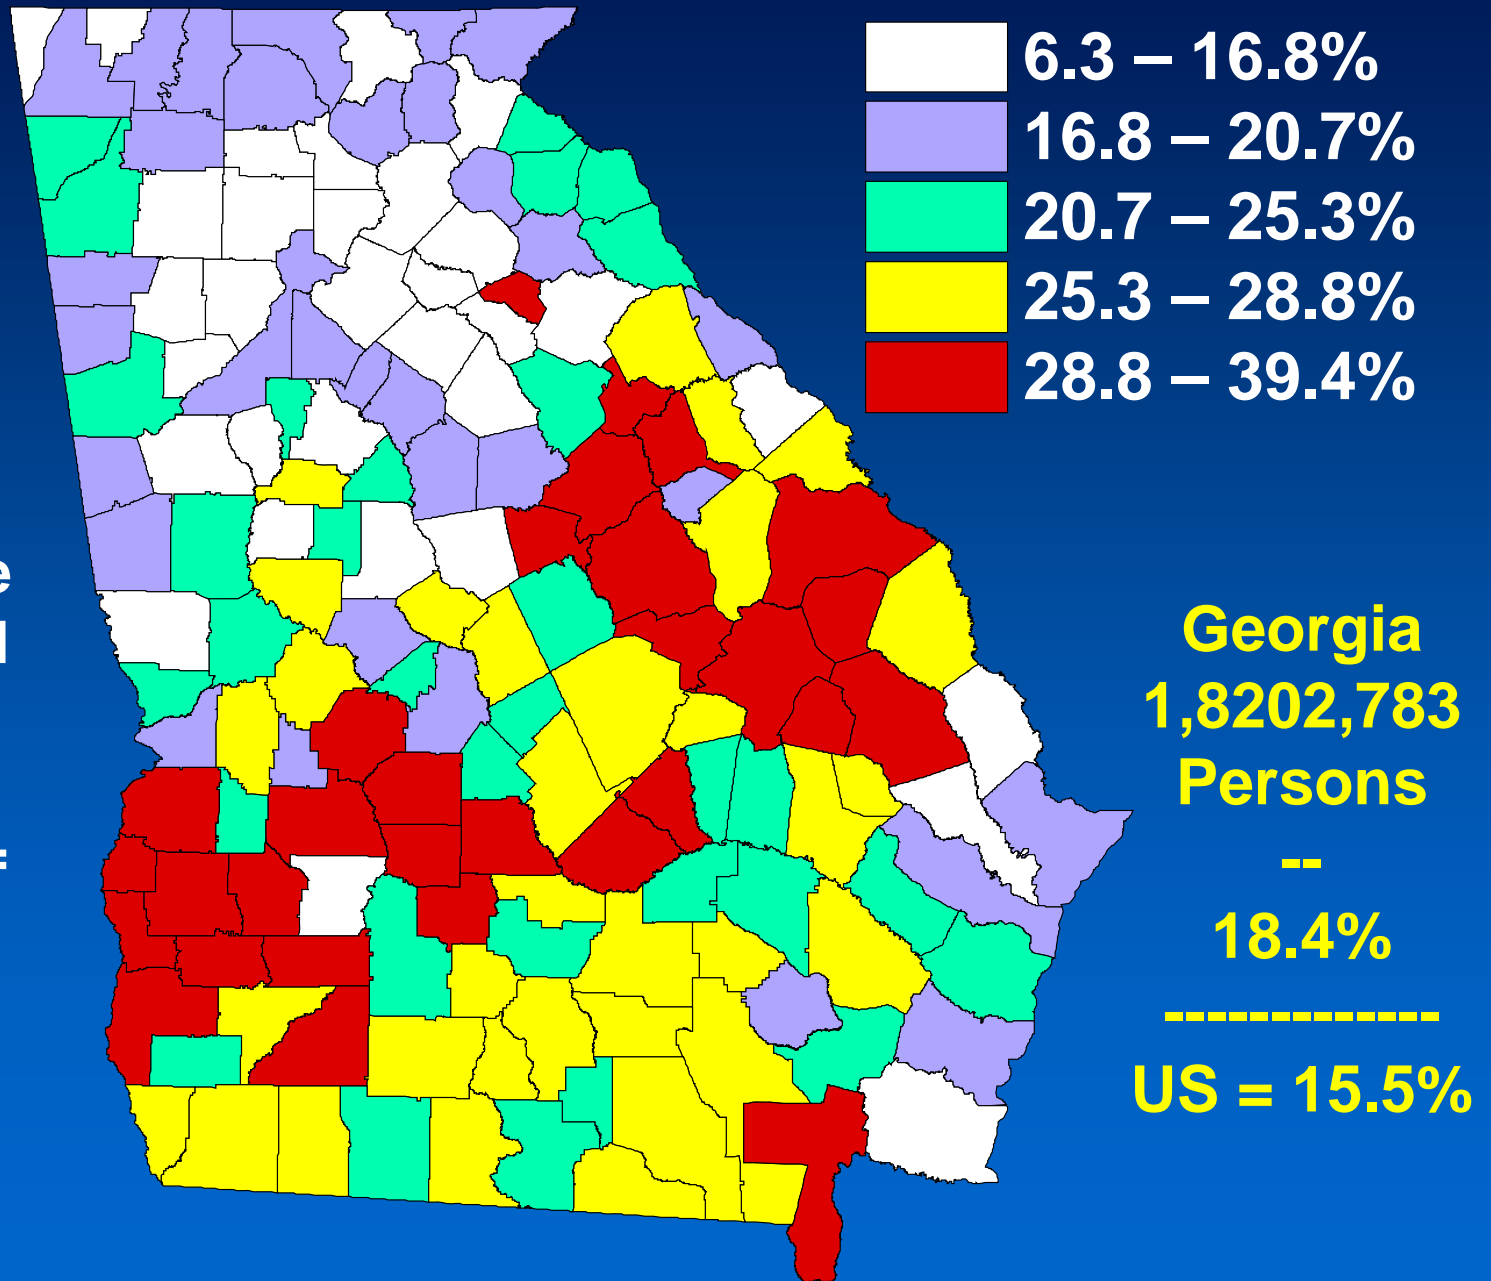 6.3 – 16.8%
16.8 – 20.7%
20.7 – 25.3%
25.3 – 28.8%
28.8 – 39.4%
Georgia
1,8202,783
Persons
--
18.4%
-------------
US = 15.5%
=